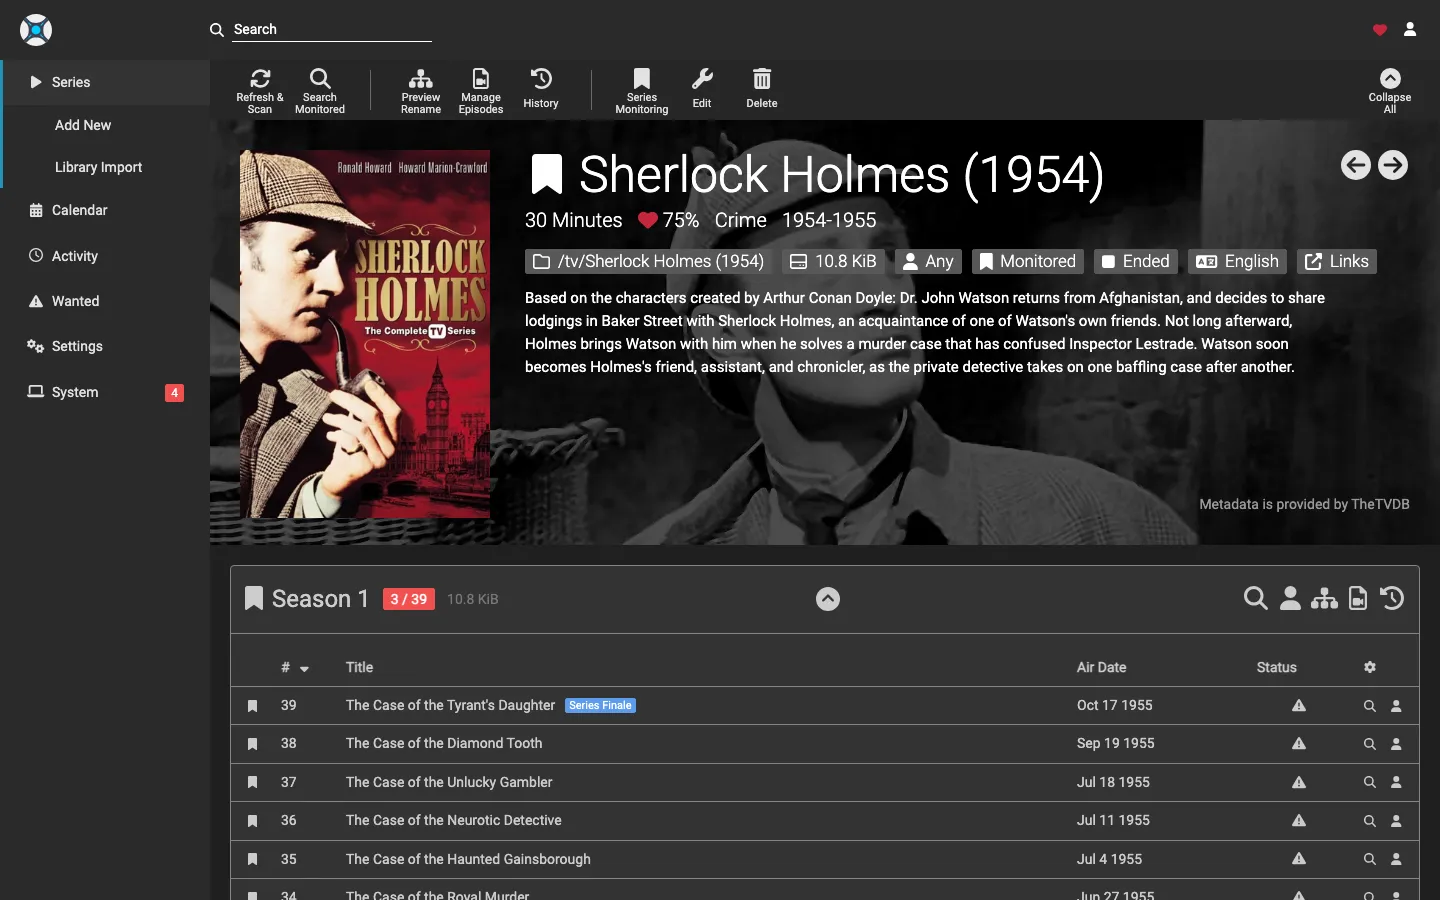 Search
Series
Add New
Library Import
Calendar
Activity
Wanted
Settings
System
4
Refresh &
Scan
Search
Monitored
Preview
Rename
Manage
Episodes
History
Series
Monitoring
Edit
Delete
Collapse
All
Ronald Howard Howard Marion-Crawford
SHERLOCK
HOLMES
The Complete TV Series
Sherlock Holmes (1954)
30 Minutes 75% Crime 1954-1955
/tv/Sherlock Holmes (1954) 10.8 KiB Any Monitored Ended English Links
Based on the characters created by Arthur Conan Doyle: Dr. John Watson returns from Afghanistan, and decides to share
lodgings in Baker Street with Sherlock Holmes, an acquaintance of one of Watson's own friends. Not long afterward,
Holmes brings Watson with him when he solves a murder case that has confused Inspector Lestrade. Watson soon
becomes Holmes's friend, assistant, and chronicler, as the private detective takes on one baffling case after another.
Metadata is provided by TheTVDB
Season 1 3 / 39 10.8 KiB
# Title Air Date Status
39 The Case of the Tyrant's Daughter Series Finale Oct 17 1955
38 The Case of the Diamond Tooth Sep 19 1955
37 The Case of the Unlucky Gambler Jul 18 1955
36 The Case of the Neurotic Detective Jul 11 1955
35 The Case of the Haunted Gainsborough Jul 4 1955
34 The Case of the Royal Murder Jun 27 1955